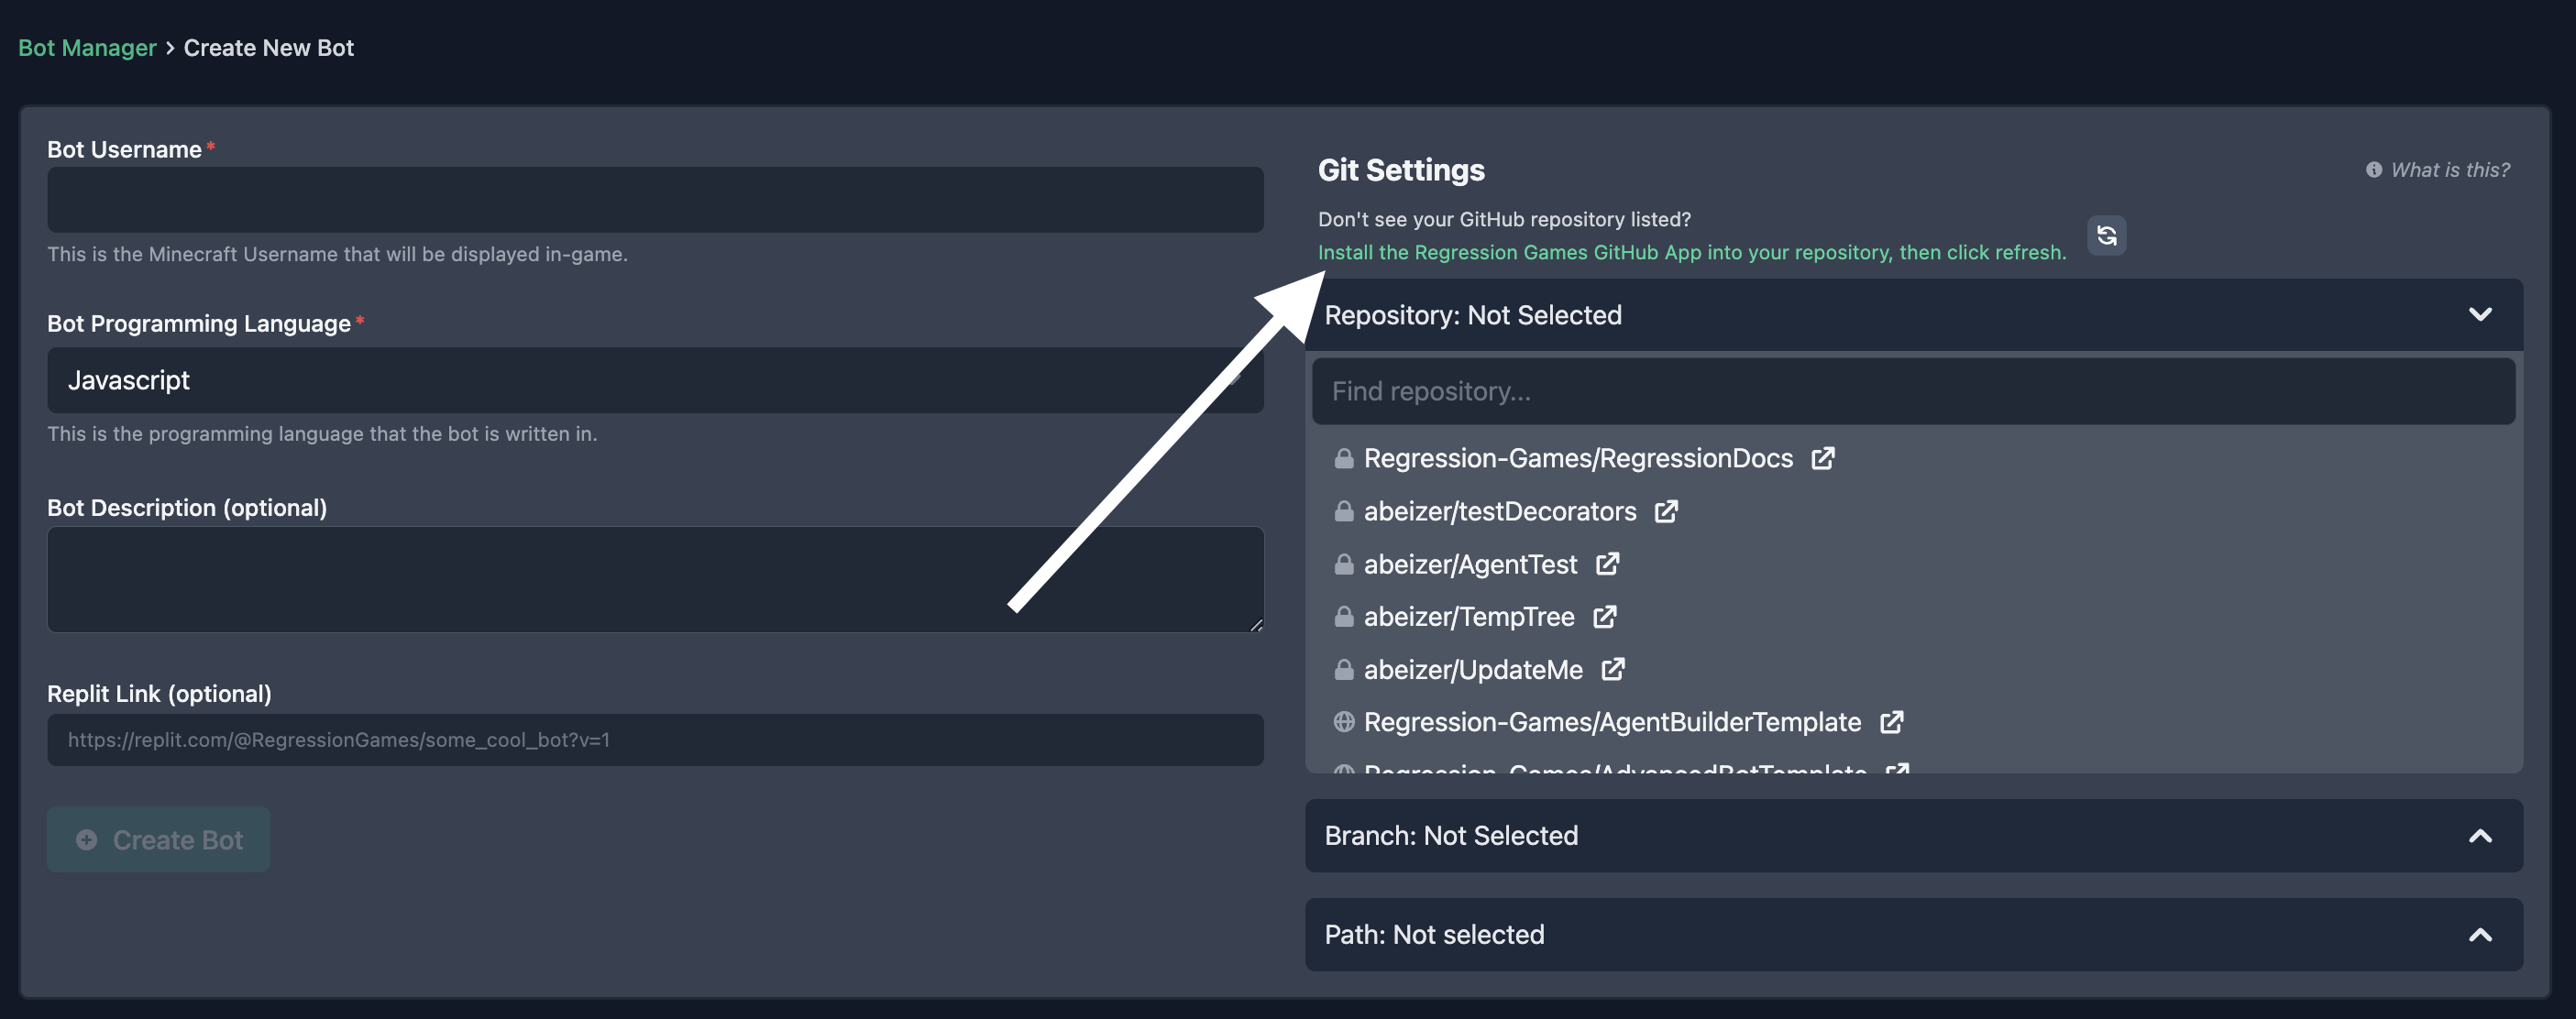 Bot Manager > Create New Bot
Bot Username*
This is the Minecraft Username that will be displayed in-game.
Bot Programming Language*
Javascript
This is the programming language that the bot is written in.
Bot Description (optional)
Replit Link (optional)
https://replit.com/@RegressionGames/some_cool_bot?v=1
Create Bot
Git Settings
What is this?
Don't see your GitHub repository listed?
Install the Regression Games GitHub App into your repository, then click refresh.
Repository: Not Selected
Find repository...
Regression-Games/RegressionDocs
abeizer/testDecorators
abeizer/AgentTest
abeizer/TempTree
abeizer/UpdateMe
Regression-Games/AgentBuilderTemplate
Regression-Games/AdvancedBotTemplate
Branch: Not Selected
Path: Not selected